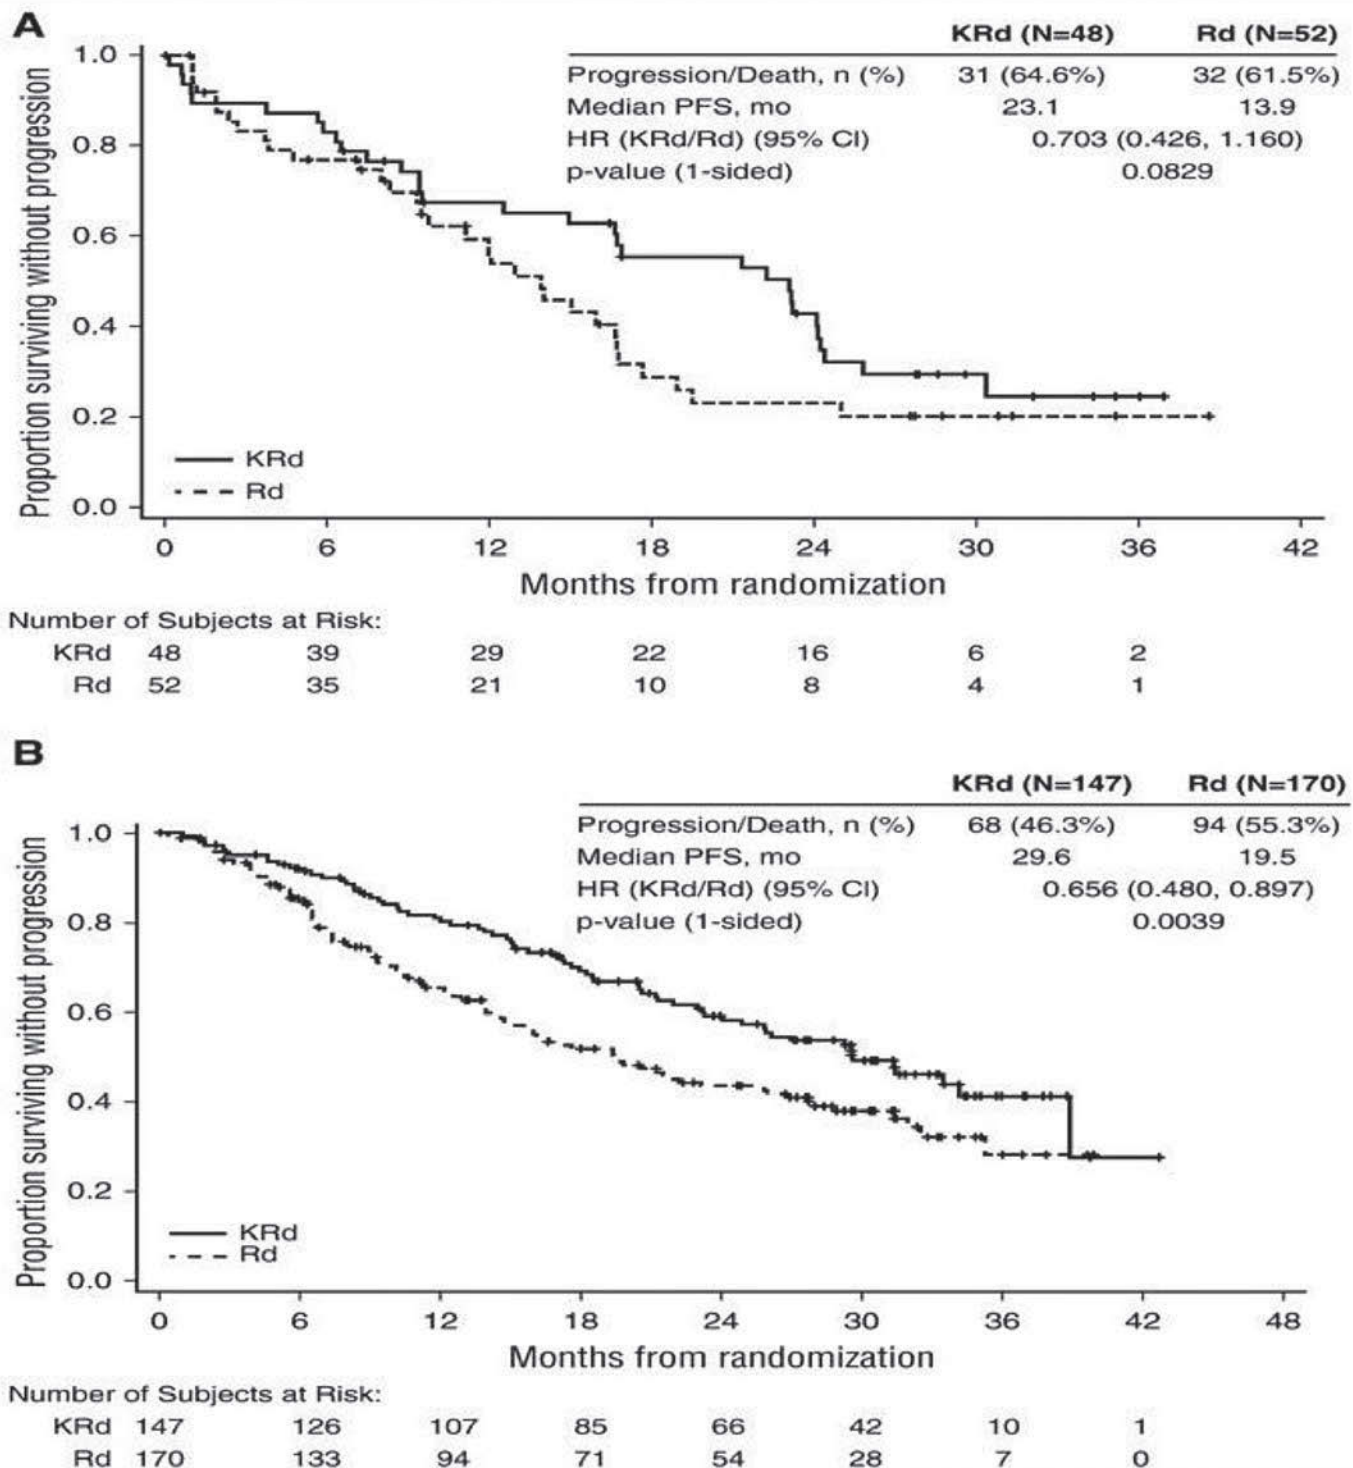 A
KRd (N=48) Rd (N=52)
Progression/Death, n (%) 31 (64.6%) 32 (61.5%)
Median PFS, mo 23.1 13.9
HR (KRd/Rd) (95% CI) 0.703 (0.426, 1.160)
p-value (1-sided) 0.0829
Proportion surviving without progression
1.0
0.8
0.6
0.4
0.2
0.0
KRd
Rd
0 6 12 18 24 30 36 42
Months from randomization
Number of Subjects at Risk:
KRd 48 39 29 22 16 6 2
Rd 52 35 21 10 8 4 1
B
KRd (N=147) Rd (N=170)
Progression/Death, n (%) 68 (46.3%) 94 (55.3%)
Median PFS, mo 29.6 19.5
HR (KRd/Rd) (95% CI) 0.656 (0.480, 0.897)
p-value (1-sided) 0.0039
Proportion surviving without progression
1.0
0.8
0.6
0.4
0.2
0.0
KRd
Rd
0 6 12 18 24 30 36 42 48
Months from randomization
Number of Subjects at Risk:
KRd 147 126 107 85 66 42 10 1
Rd 170 133 94 71 54 28 7 0